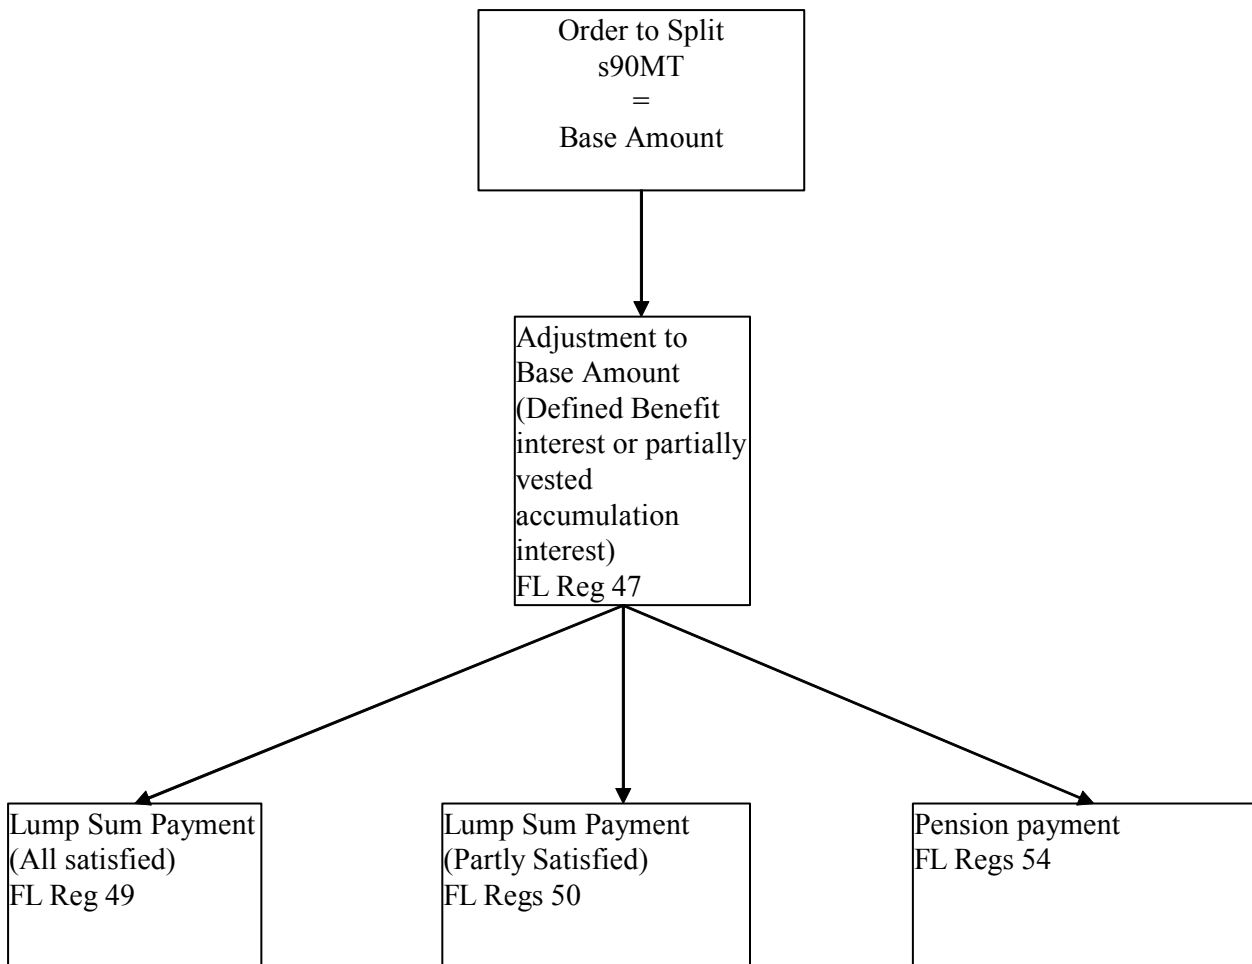 Order to Split
s90MT
=
Base Amount
Adjustment to
Base Amount
(Defined Benefit
interest or partially
vested
accumulation
interest)
FL Reg 47
Lump Sum Payment
(All satisfied)
FL Reg 49
Lump Sum Payment
(Partly Satisfied)
FL Regs 50
Pension payment
FL Regs 54